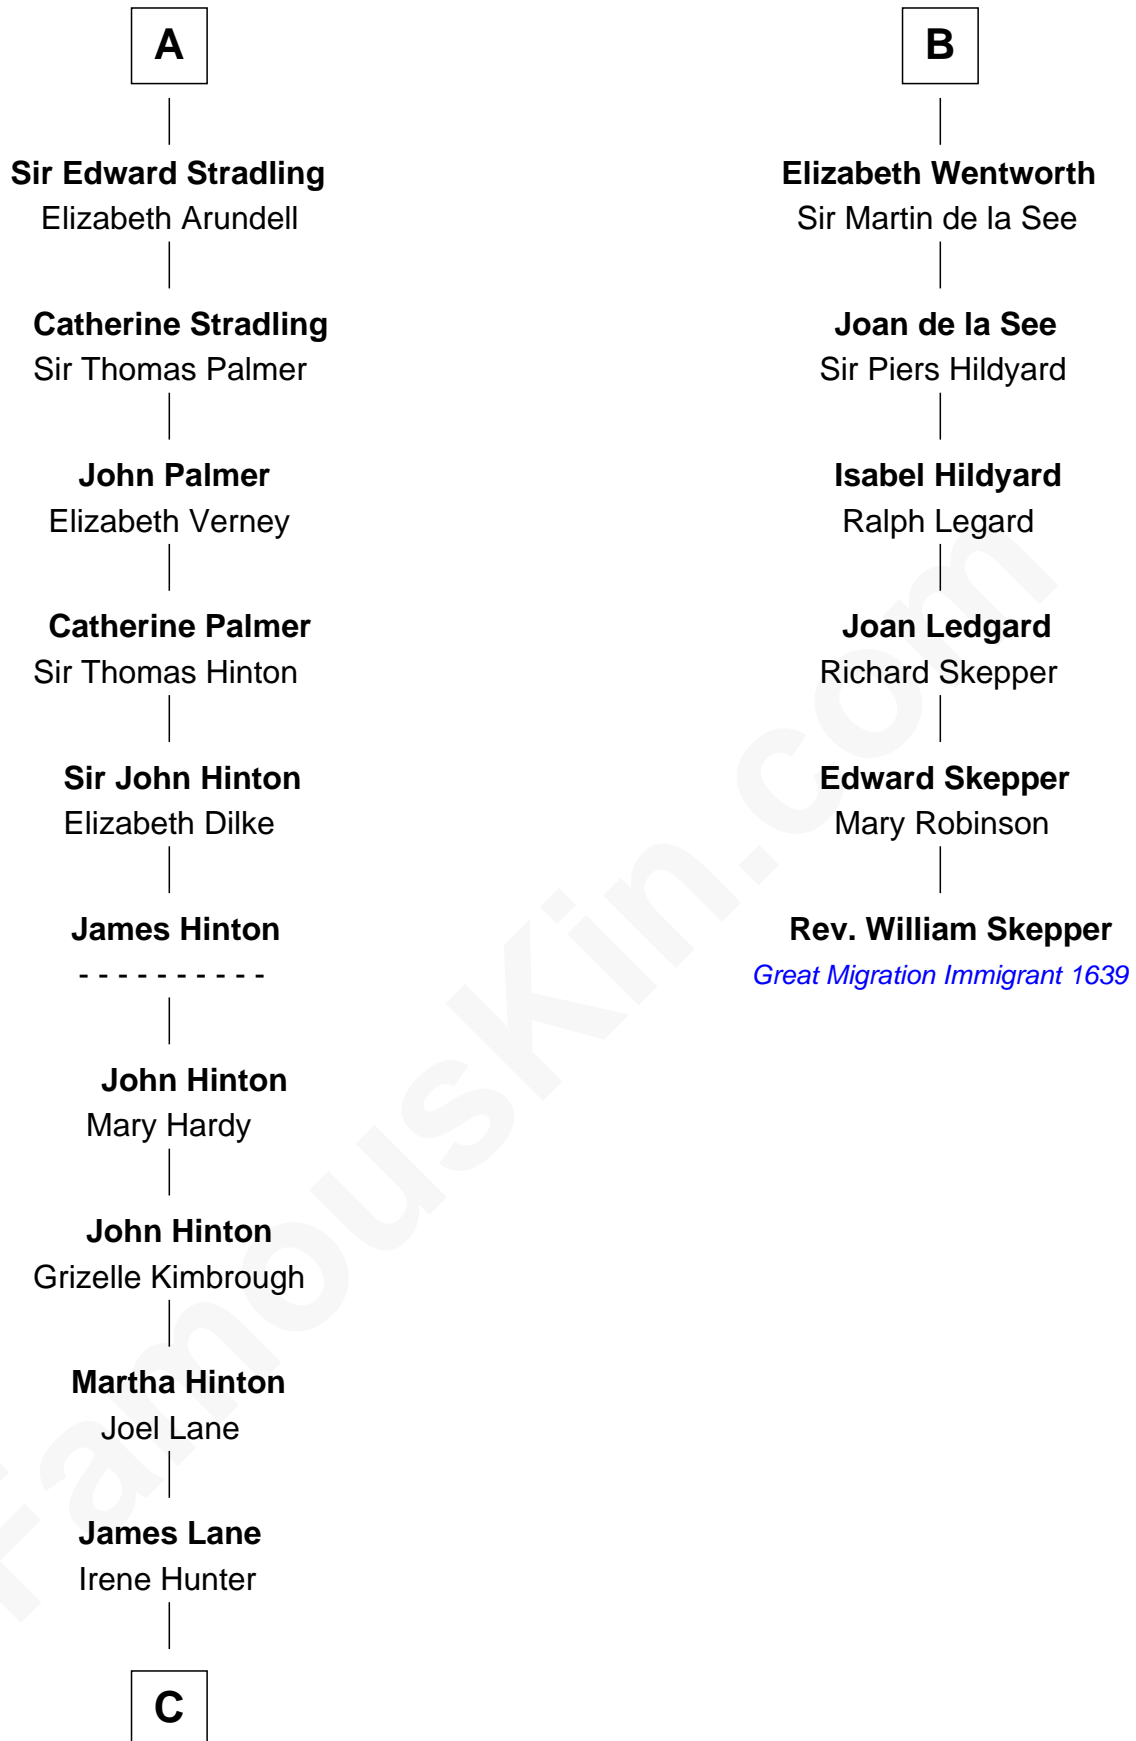 A
Sir Edward Stradling
Elizabeth Arundell
Catherine Stradling
Sir Thomas Palmer
John Palmer
Elizabeth Verney
Catherine Palmer
Sir Thomas Hinton
Sir John Hinton
Elizabeth Dilke
James Hinton
- - - - - - - - - -
John Hinton
Mary Hardy
John Hinton
Grizelle Kimbrough
Martha Hinton
Joel Lane
James Lane
Irene Hunter
C
B
Elizabeth Wentworth
Sir Martin de la See
Joan de la See
Sir Piers Hildyard
Isabel Hildyard
Ralph Legard
Joan Ledgard
Richard Skepper
Edward Skepper
Mary Robinson
Rev. William Skepper
Great Migration Immigrant 1639
FamousKin.com